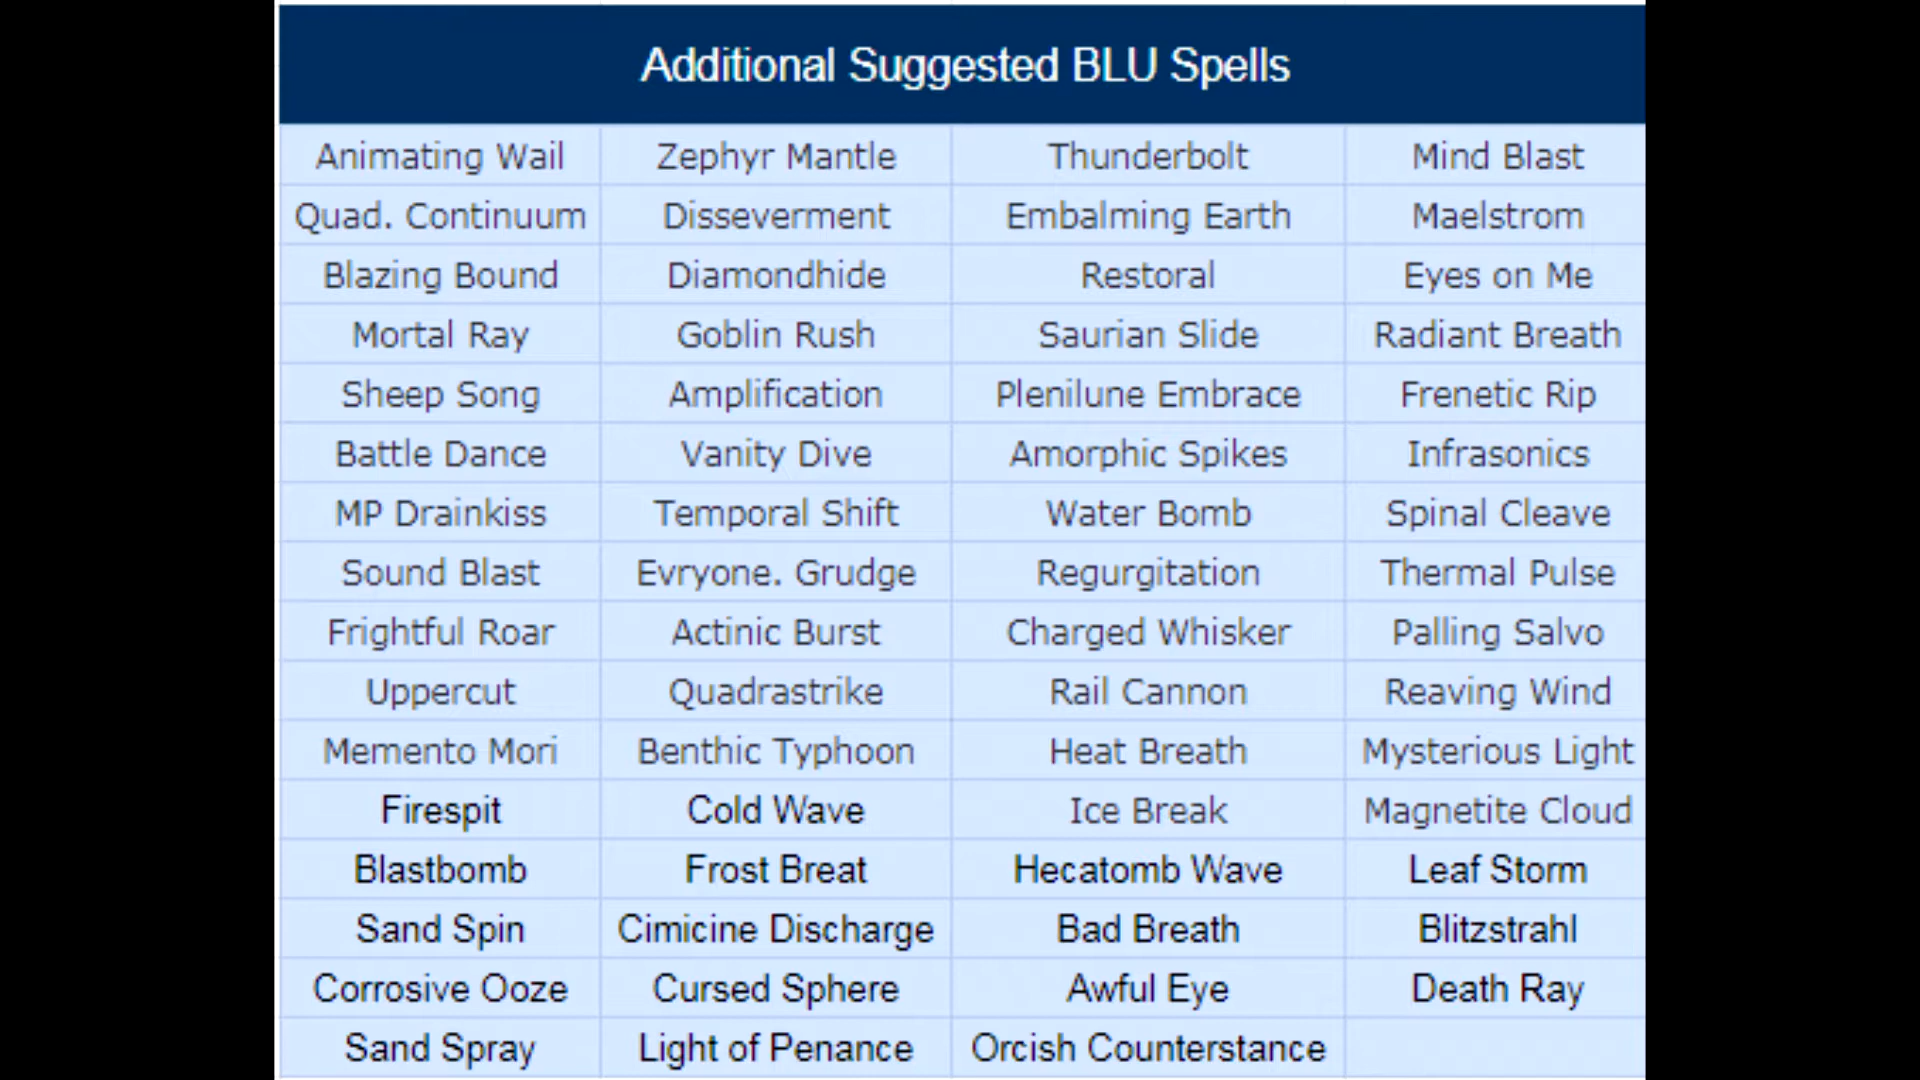 Additional Suggested BLU Spells
Animating Wail Zephyr Mantle Thunderbolt Mind Blast
Quad. Continuum Disseverment Embalming Earth Maelstrom
Blazing Bound Diamondhide Restoral Eyes on Me
Mortal Ray Goblin Rush Saurian Slide Radiant Breath
Sheep Song Amplification Plenilune Embrace Frenetic Rip
Battle Dance Vanity Dive Amorphic Spikes Infrasonics
MP Drainkiss Temporal Shift Water Bomb Spinal Cleave
Sound Blast Evryone. Grudge Regurgitation Thermal Pulse
Frightful Roar Actinic Burst Charged Whisker Palling Salvo
Uppercut Quadrastrike Rail Cannon Reaving Wind
Memento Mori Benthic Typhoon Heat Breath Mysterious Light
Firespit Cold Wave Ice Break Magnetite Cloud
Blastbomb Frost Breat Hecatomb Wave Leaf Storm
Sand Spin Cimicine Discharge Bad Breath Blitzstrahl
Corrosive Ooze Cursed Sphere Awful Eye Death Ray
Sand Spray Light of Penance Orcish Counterstance